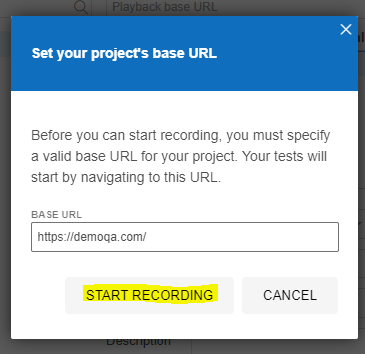 Playback base URL
Set your project's base URL
Before you can start recording, you must specify
a valid base URL for your project. Your tests will
start by navigating to this URL.
BASE URL
https://demoqa.com/
START RECORDING
CANCEL
Description